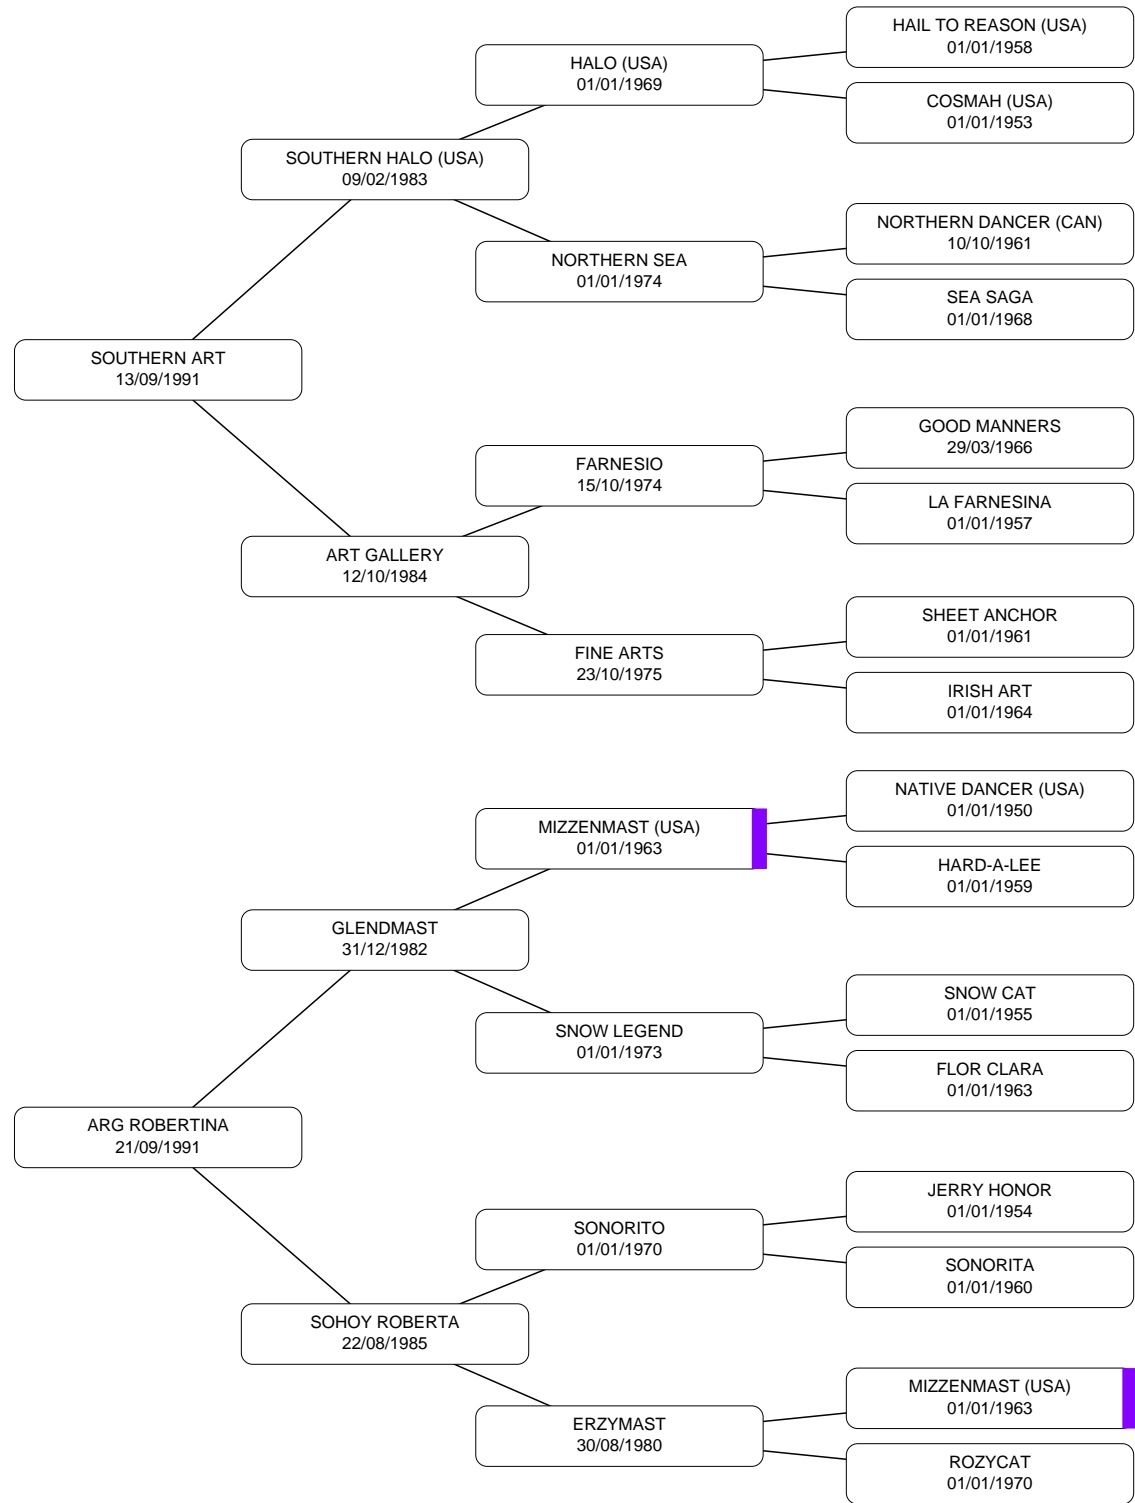 HAIL TO REASON (USA)
01/01/1958
HALO (USA)
01/01/1969
COSMAH (USA)
01/01/1953
SOUTHERN HALO (USA)
09/02/1983
NORTHERN DANCER (CAN)
10/10/1961
NORTHERN SEA
01/01/1974
SEA SAGA
01/01/1968
SOUTHERN ART
13/09/1991
GOOD MANNERS
29/03/1966
FARNESIO
15/10/1974
LA FARNESINA
01/01/1957
ART GALLERY
12/10/1984
SHEET ANCHOR
01/01/1961
FINE ARTS
23/10/1975
IRISH ART
01/01/1964
NATIVE DANCER (USA)
01/01/1950
MIZZENMAST (USA)
01/01/1963
HARD-A-LEE
01/01/1959
GLENDMAST
31/12/1982
SNOW CAT
01/01/1955
SNOW LEGEND
01/01/1973
FLOR CLARA
01/01/1963
ARG ROBERTINA
21/09/1991
JERRY HONOR
01/01/1954
SONORITO
01/01/1970
SONORITA
01/01/1960
SOHOY ROBERTA
22/08/1985
MIZZENMAST (USA)
01/01/1963
ERZYMAST
30/08/1980
ROZYCAT
01/01/1970